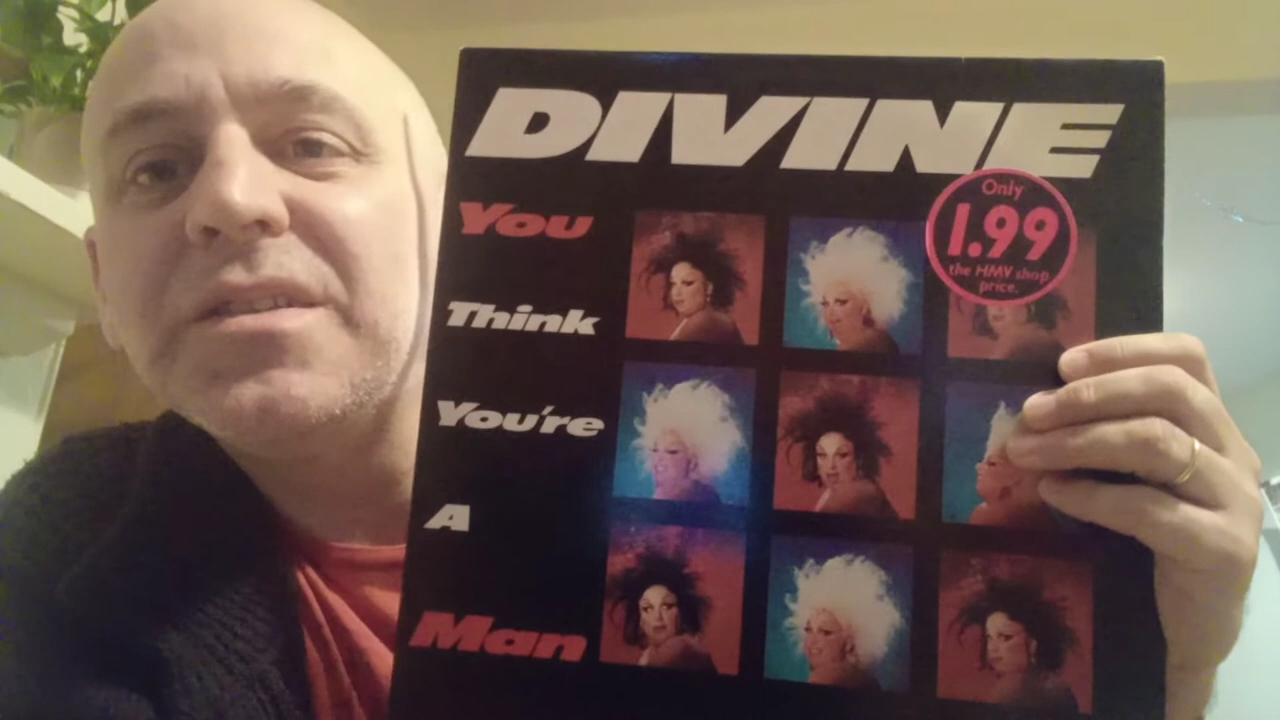 DIVINE
You
Think
You're
A
Man
Only
1.99
the HMV shop
price.